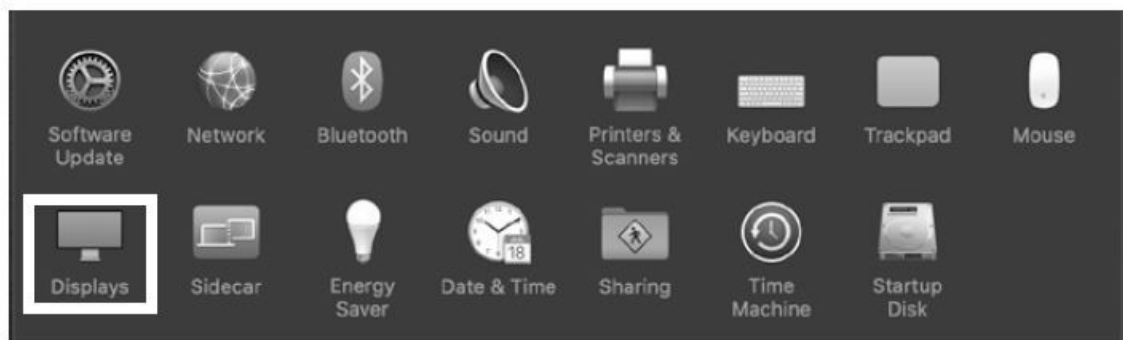 Software
Update
Network
Bluetooth
Sound
Printers &
Scanners
Keyboard
Trackpad
Mouse
Displays
Sidecar
Energy
Saver
Date & Time
18
Sharing
Time
Machine
Startup
Disk